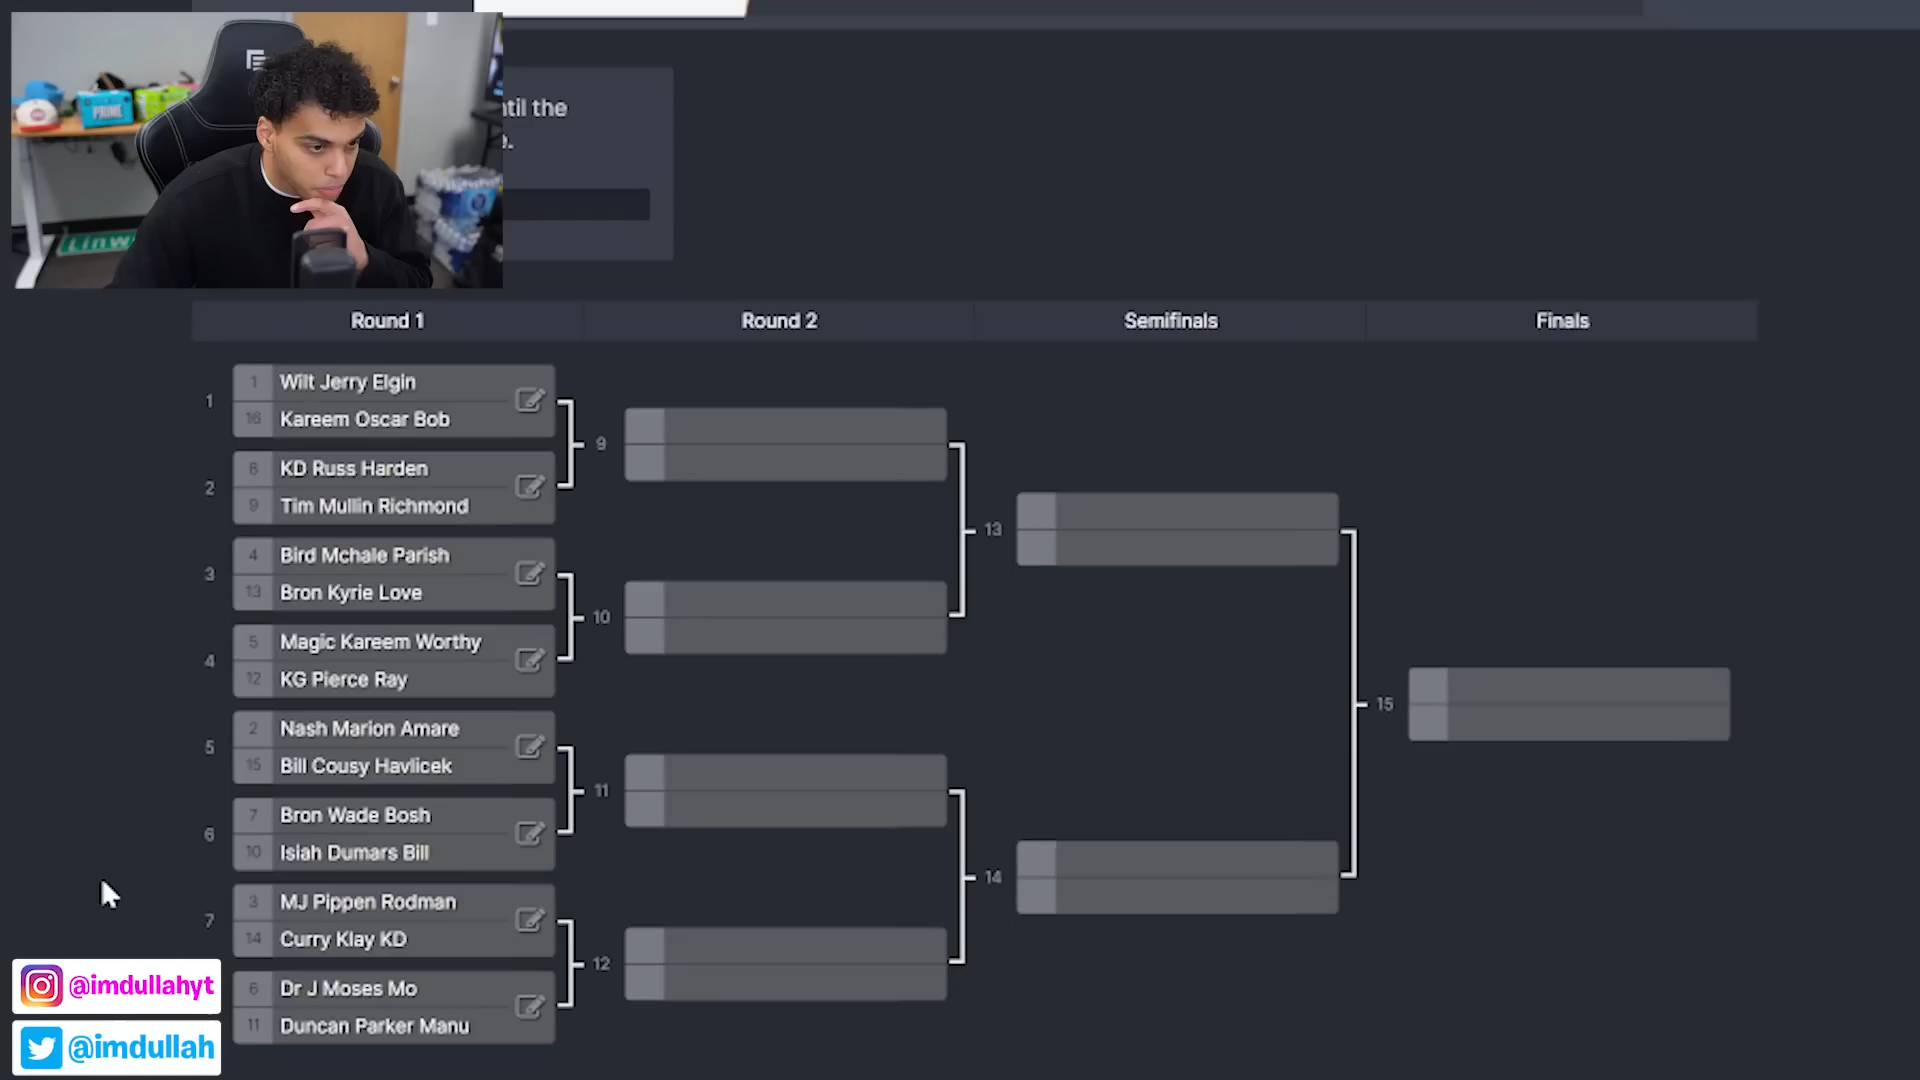 PRIME
Linw
til the
e.
Round 1
Round 2
Semifinals
Finals
1
1 Wilt Jerry Elgin
16 Kareem Oscar Bob
2
8 KD Russ Harden
9 Tim Mullin Richmond
3
4 Bird Mchale Parish
13 Bron Kyrie Love
4
5 Magic Kareem Worthy
12 KG Pierce Ray
5
2 Nash Marion Amare
15 Bill Cousy Havlicek
6
7 Bron Wade Bosh
10 Isiah Dumars Bill
7
3 MJ Pippen Rodman
14 Curry Klay KD
6 Dr J Moses Mo
11 Duncan Parker Manu
9
10
11
12
13
14
15
@imdullahyt
@imdullah